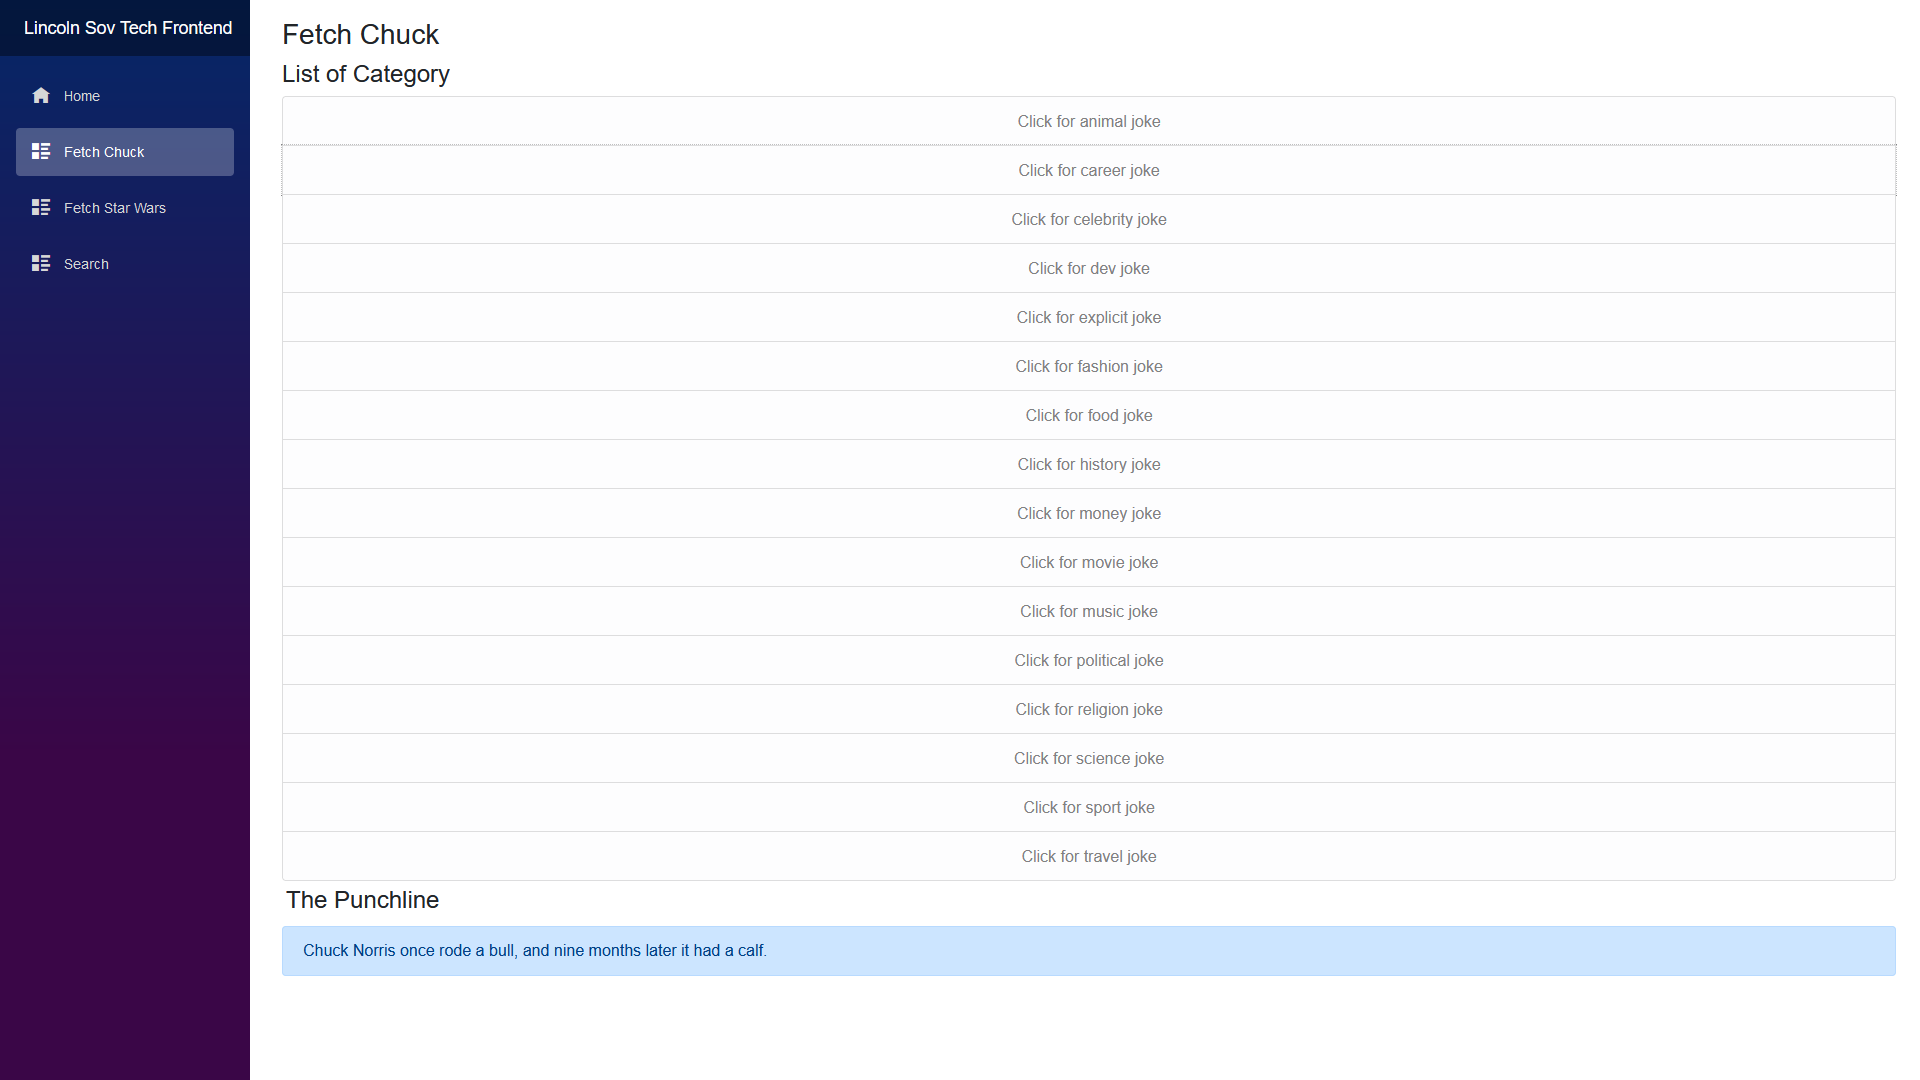 Lincoln Sov Tech Frontend
Home
Fetch Chuck
Fetch Star Wars
Search
Fetch Chuck
List of Category
Click for animal joke
Click for career joke
Click for celebrity joke
Click for dev joke
Click for explicit joke
Click for fashion joke
Click for food joke
Click for history joke
Click for money joke
Click for movie joke
Click for music joke
Click for political joke
Click for religion joke
Click for science joke
Click for sport joke
Click for travel joke
The Punchline
Chuck Norris once rode a bull, and nine months later it had a calf.